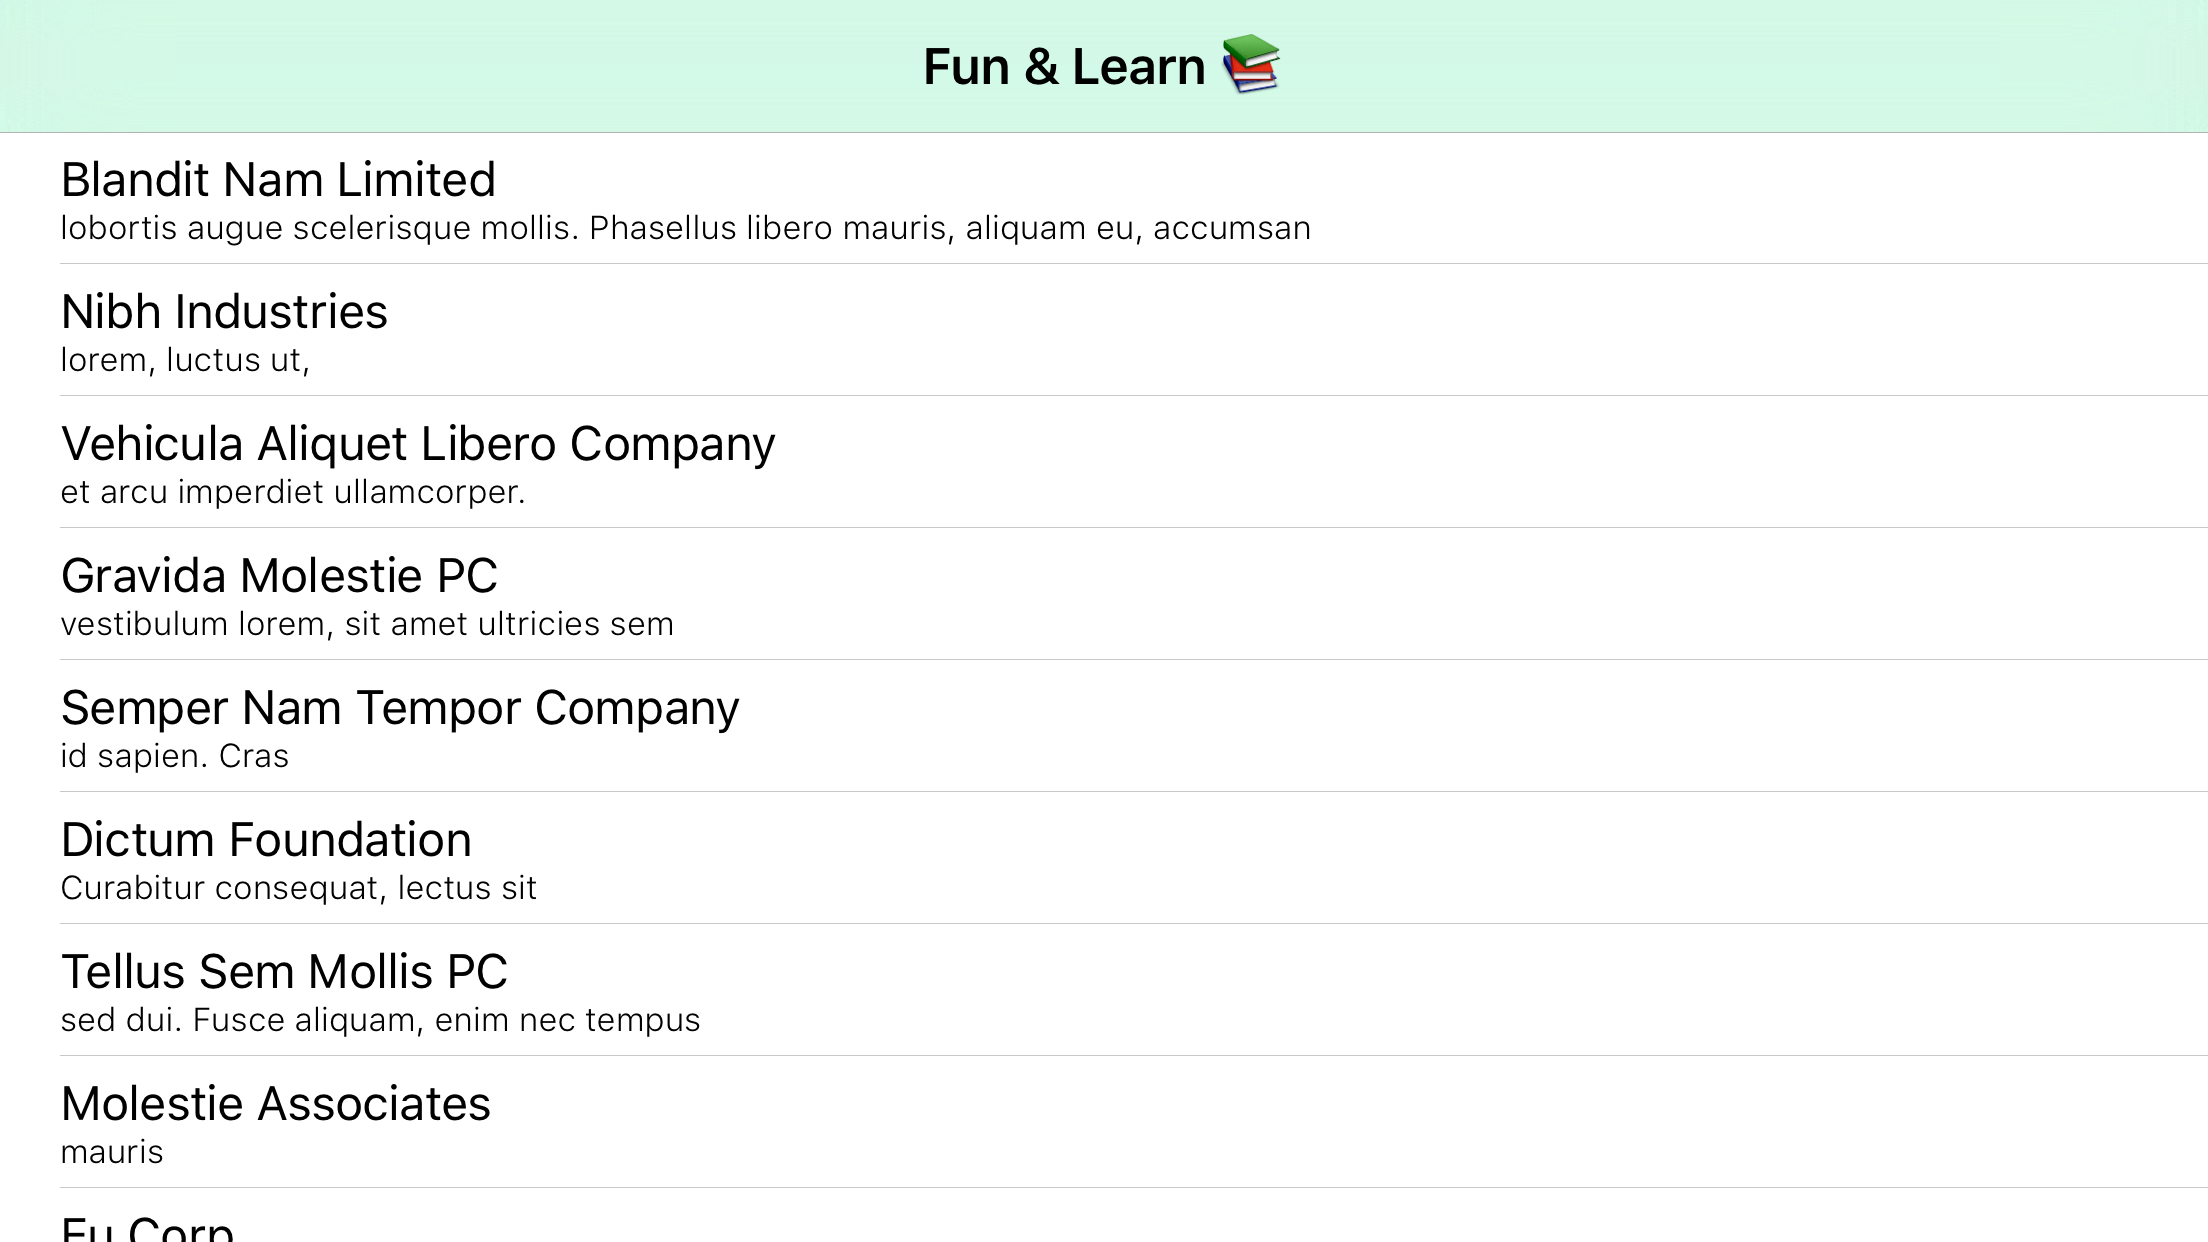 Fun & Learn 📚
Blandit Nam Limited
lobortis augue scelerisque mollis. Phasellus libero mauris, aliquam eu, accumsan
Nibh Industries
lorem, luctus ut,
Vehicula Aliquet Libero Company
et arcu imperdiet ullamcorper.
Gravida Molestie PC
vestibulum lorem, sit amet ultricies sem
Semper Nam Tempor Company
id sapien. Cras
Dictum Foundation
Curabitur consequat, lectus sit
Tellus Sem Mollis PC
sed dui. Fusce aliquam, enim nec tempus
Molestie Associates
mauris
Eu Corp